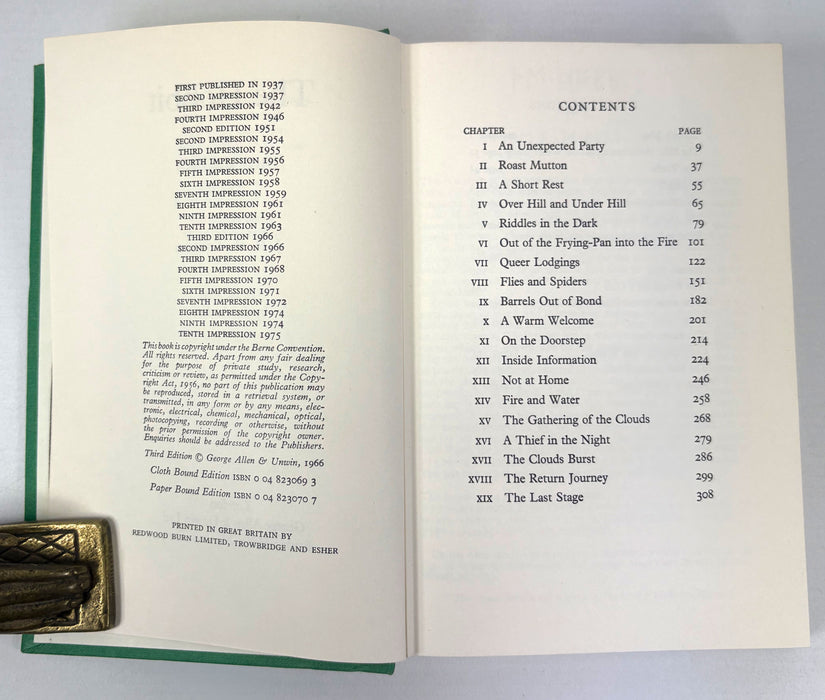 FIRST PUBLISHED IN 1937
SECOND IMPRESSION 1937
THIRD IMPRESSION 1942
FOURTH IMPRESSION 1946
SECOND EDITION 1951
SECOND IMPRESSION 1954
THIRD IMPRESSION 1955
FOURTH IMPRESSION 1956
FIFTH IMPRESSION 1957
SIXTH IMPRESSION 1958
SEVENTH IMPRESSION 1959
EIGHTH IMPRESSION 1961
NINTH IMPRESSION 1961
TENTH IMPRESSION 1963
THIRD EDITION 1966
SECOND IMPRESSION 1966
THIRD IMPRESSION 1967
FOURTH IMPRESSION 1968
FIFTH IMPRESSION 1970
SIXTH IMPRESSION 1971
SEVENTH IMPRESSION 1972
EIGHTH IMPRESSION 1974
NINTH IMPRESSION 1974
TENTH IMPRESSION 1975
This book is copyright under the Berne Convention.
All rights reserved. Apart from any fair dealing
for the purpose of private study, research,
criticism or review, as permitted under the Copy-
right Act, 1956, no part of this publication may
be reproduced, stored in a retrieval system, or
transmitted, in any form or by any means, elec-
tronic, electrical, chemical, mechanical, optical,
photocopying, recording or otherwise, without
the prior permission of the copyright owner.
Enquiries should be addressed to the Publishers.
Third Edition © George Allen & Unwin, 1966
Cloth Bound Edition ISBN 0 04 823069 3
Paper Bound Edition ISBN 0 04 823070 7
PRINTED IN GREAT BRITAIN BY
REDWOOD BURN LIMITED, TROWBRIDGE AND ESHER
CONTENTS
CHAPTER PAGE
I An Unexpected Party 9
II Roast Mutton 37
III A Short Rest 55
IV Over Hill and Under Hill 65
V Riddles in the Dark 79
VI Out of the Frying-Pan into the Fire 101
VII Queer Lodgings 122
VIII Flies and Spiders 151
IX Barrels Out of Bond 182
X A Warm Welcome 201
XI On the Doorstep 214
XII Inside Information 224
XIII Not at Home 246
XIV Fire and Water 258
XV The Gathering of the Clouds 268
XVI A Thief in the Night 279
XVII The Clouds Burst 286
XVIII The Return Journey 299
XIX The Last Stage 308